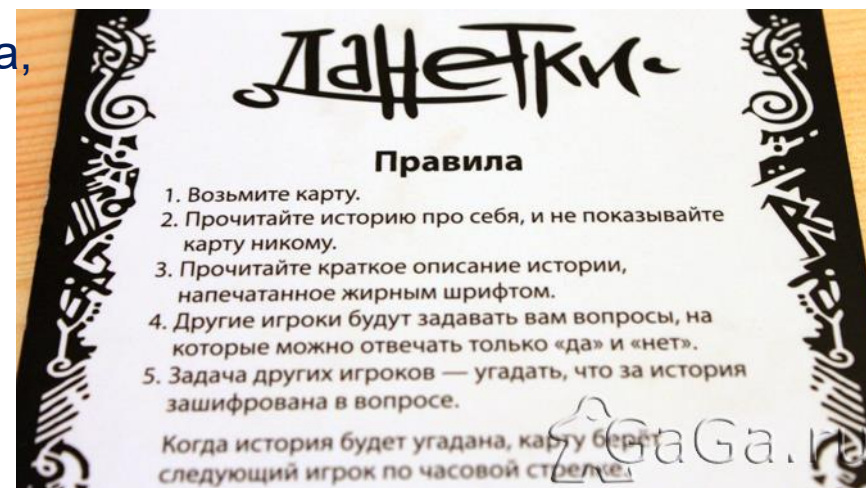 а,
Данетки
Правила
1. Возьмите карту.
2. Прочитайте историю про себя, и не показывайте
карту никому.
3. Прочитайте краткое описание истории,
напечатанное жирным шрифтом.
4. Другие игроки будут задавать вам вопросы, на
которые можно отвечать только «да» и «нет».
5. Задача других игроков — угадать, что за история
зашифрована в вопросе.
Когда история будет угадана, карту берёт
следующий игрок по часовой стрелке.
GaGa.ru